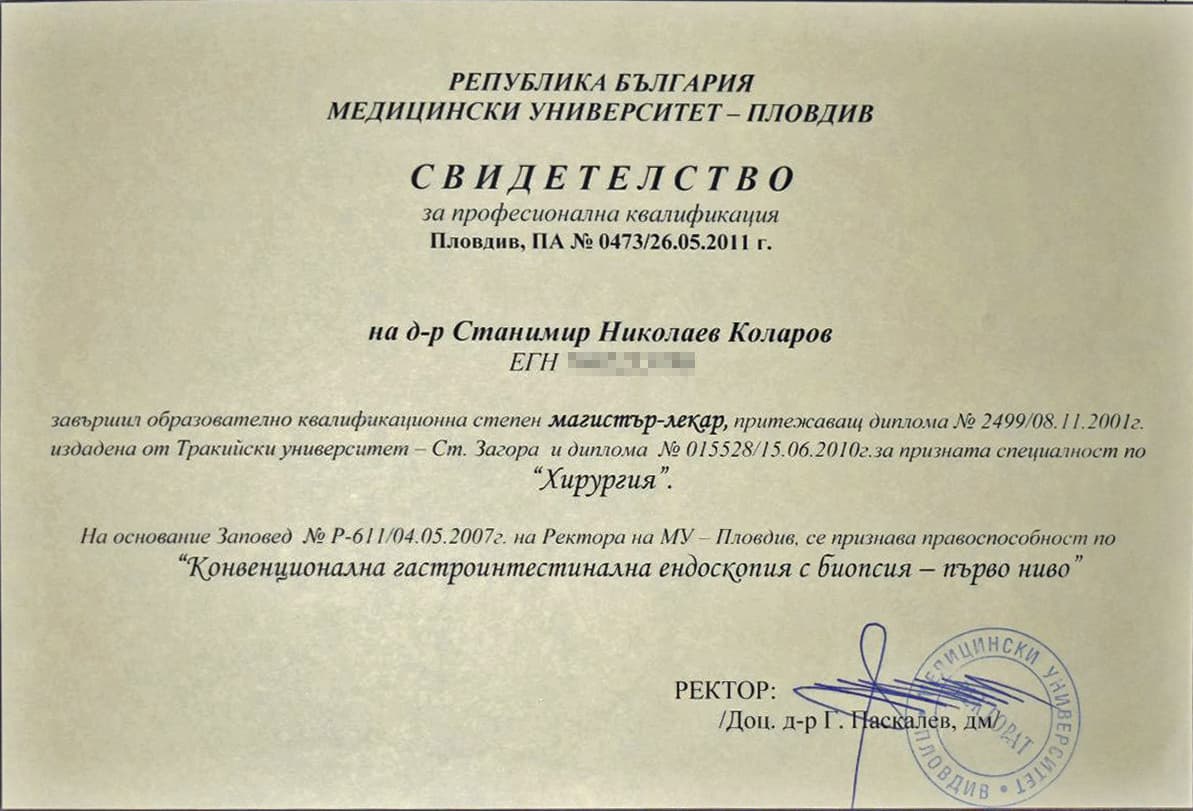 РЕПУБЛИКА БЪЛГАРИЯ
МЕДИЦИНСКИ УНИВЕРСИТЕТ – ПЛОВДИВ
СВИДЕТЕЛСТВО
за професионална квалификация
Пловдив, ПА № 0473/26.05.2011 г.
на д-р Станимир Николаев Коларов
ЕГН
завършил образователно квалификационна степен магистър-лекар, притежаващ диплома № 2499/08.11.2001г.
издадена от Тракийски университет – Ст. Загора и диплома № 015528/15.06.2010г.за призната специалност по
“Хирургия”.
На основание Заповед № Р-611/04.05.2007г. на Ректора на МУ – Пловдив, се признава правоспособност по
“Конвенционална гастроинтестинална ендоскопия с биопсия – първо ниво”
РЕКТОР:
/Доц. д-р Г. Паскалев, дм/
МЕДИЦИНСКИ УНИВЕРСИТЕТ • ПЛОВДИВ